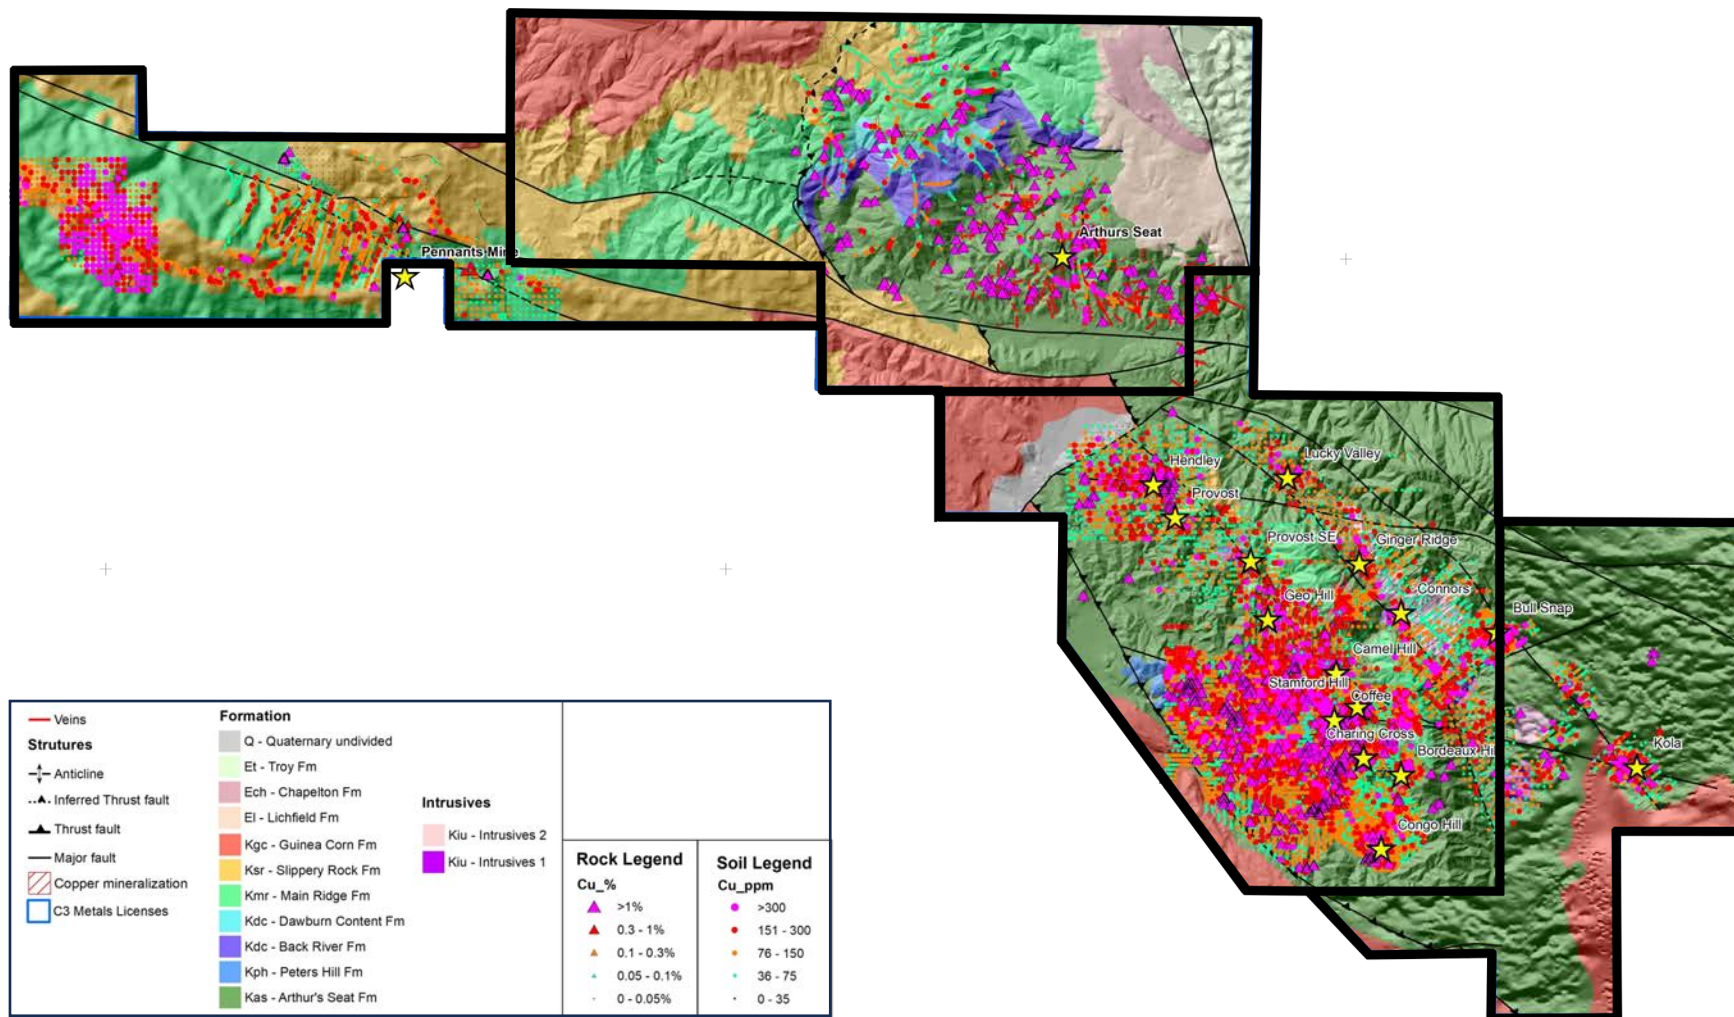 Pennants Mine
Arthurs Seat
Hendley
Lucky Valley
Provost
Provost SE
Ginger Ridge
Geo Hill
Connors
Bull Snap
Camel Hill
Stamford Hill
Coffee
Charing Cross
Bordeaux Hil
Kola
Congo Hill
Veins
Strutures
Anticline
Inferred Thrust fault
Thrust fault
Major fault
Copper mineralization
C3 Metals Licenses
Formation
Q - Quaternary undivided
Et - Troy Fm
Ech - Chapelton Fm
El - Lichfield Fm
Kgc - Guinea Corn Fm
Ksr - Slippery Rock Fm
Kmr - Main Ridge Fm
Kdc - Dawburn Content Fm
Kdc - Back River Fm
Kph - Peters Hill Fm
Kas - Arthur's Seat Fm
Intrusives
Kiu - Intrusives 2
Kiu - Intrusives 1
Rock Legend
Cu_%
>1%
0.3 - 1%
0.1 - 0.3%
0.05 - 0.1%
0 - 0.05%
Soil Legend
Cu_ppm
>300
151 - 300
76 - 150
36 - 75
0 - 35